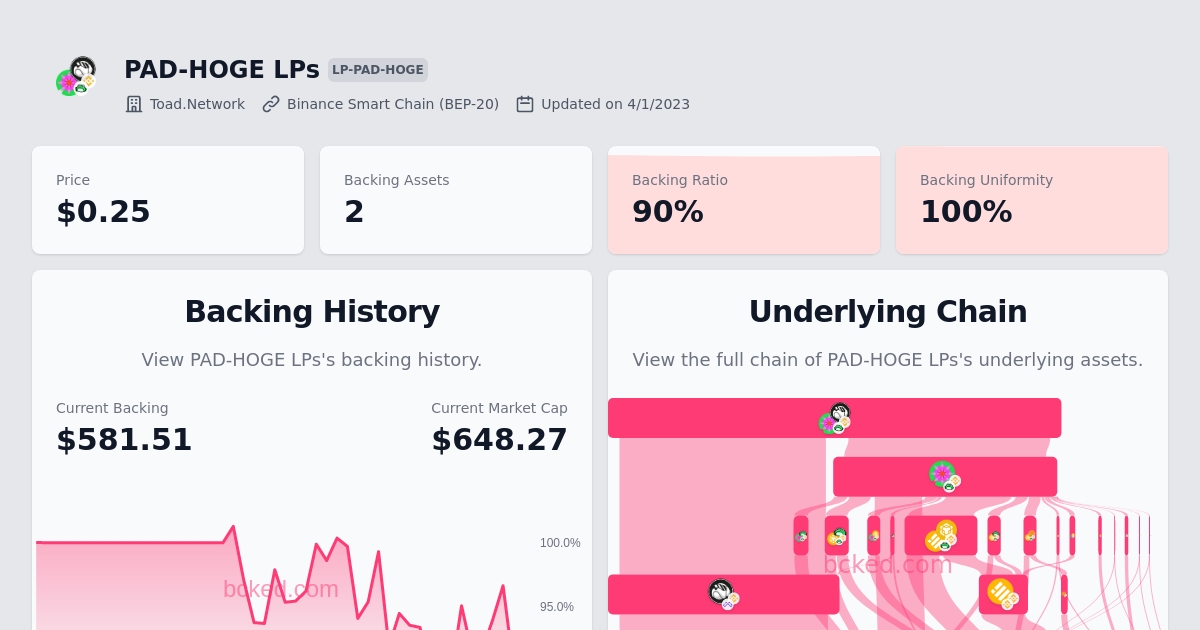 PAD-HOGE LPs LP-PAD-HOGE
Toad.Network Binance Smart Chain (BEP-20) Updated on 4/1/2023
Price
$0.25
Backing Assets
2
Backing Ratio
90%
Backing Uniformity
100%
Backing History
View PAD-HOGE LPs's backing history.
Current Backing
$581.51
Current Market Cap
$648.27
100.0%
bcked.com
95.0%
Underlying Chain
View the full chain of PAD-HOGE LPs's underlying assets.
bcked.com